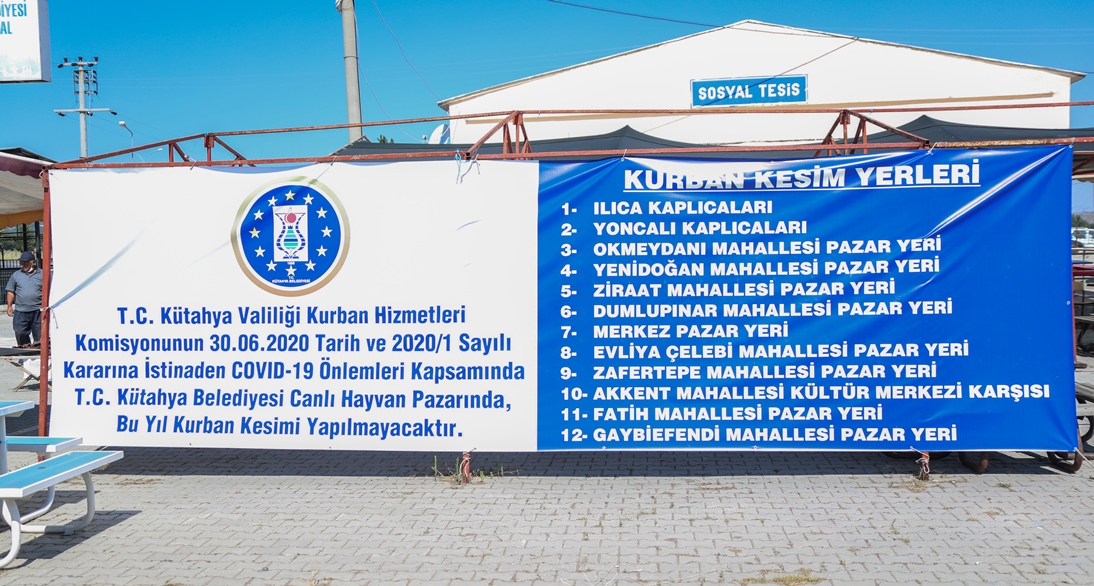 İYESİ
AL
SOSYAL TESİS
KÜTAHYA BELEDİYESİ
T.C. Kütahya Valiliği Kurban Hizmetleri
Komisyonunun 30.06.2020 Tarih ve 2020/1 Sayılı
Kararına İstinaden COVID-19 Önlemleri Kapsamında
T.C. Kütahya Belediyesi Canlı Hayvan Pazarında,
Bu Yıl Kurban Kesimi Yapılmayacaktır.
KURBAN KESİM YERLERİ
1- ILICA KAPLICALARI
2- YONCALI KAPLICALARI
3- OKMEYDANI MAHALLESİ PAZAR YERİ
4- YENİDOĞAN MAHALLESİ PAZAR YERİ
5- ZİRAAT MAHALLESİ PAZAR YERİ
6- DUMLUPINAR MAHALLESİ PAZAR YERİ
7- MERKEZ PAZAR YERİ
8- EVLİYA ÇELEBİ MAHALLESİ PAZAR YERİ
9- ZAFERTEPE MAHALLESİ PAZAR YERİ
10- AKKENT MAHALLESİ KÜLTÜR MERKEZİ KARŞISI
11- FATİH MAHALLESİ PAZAR YERİ
12- GAYBİEFENDİ MAHALLESİ PAZAR YERİ